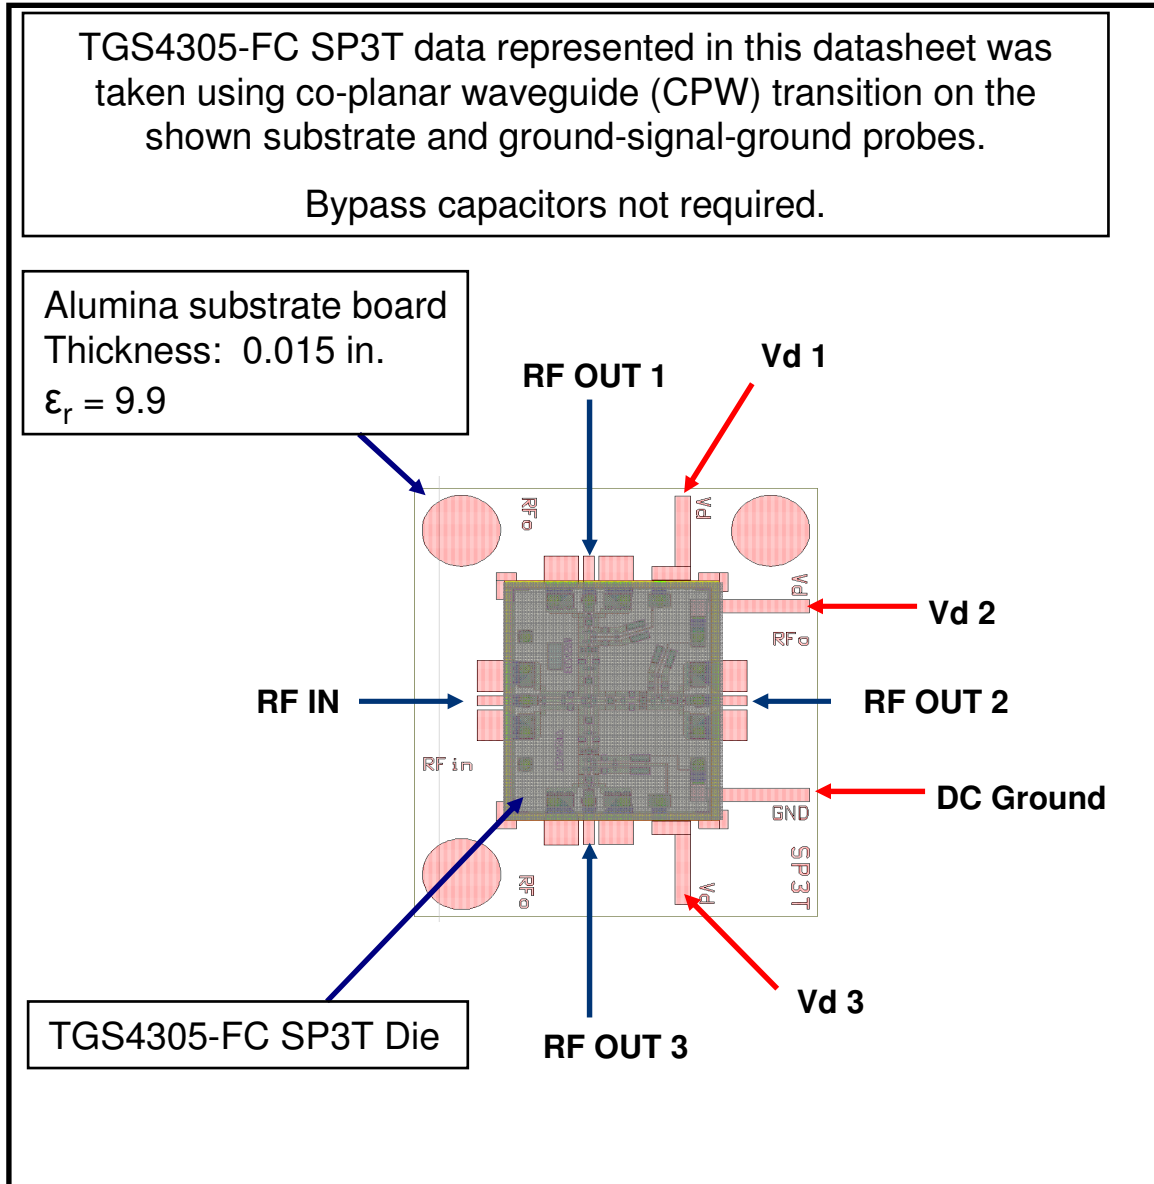 TGS4305-FC SP3T data represented in this datasheet was
taken using co-planar waveguide (CPW) transition on the
shown substrate and ground-signal-ground probes.
Bypass capacitors not required.
Alumina substrate board
Thickness: 0.015 in.
εr = 9.9
RF OUT 1
Vd 1
RFo
Vd
Vd
Vd 2
RFo
RF IN
RF OUT 2
RFin
DC Ground
GND
SP3T
RFo
Vd
Vd 3
TGS4305-FC SP3T Die
RF OUT 3